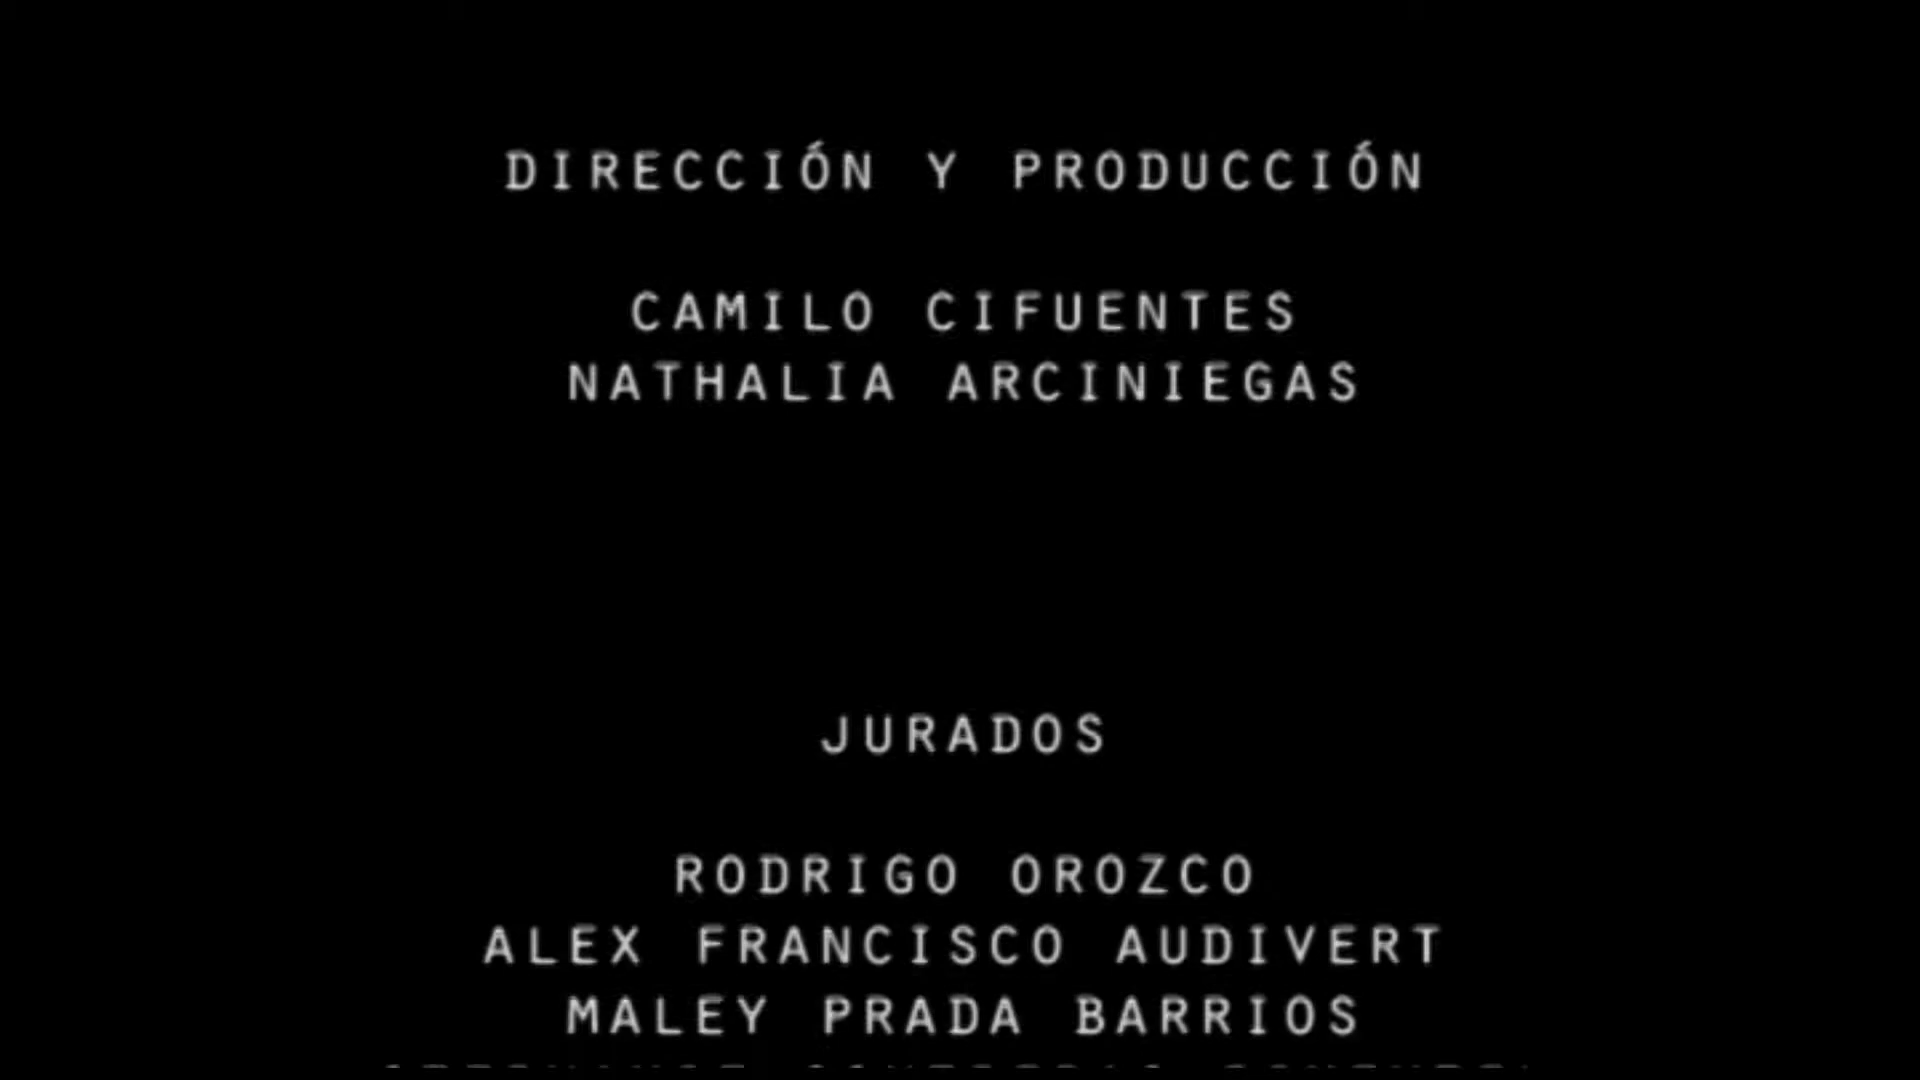 DIRECCIÓN Y PRODUCCIÓN
CAMILO CIFUENTES
NATHALIA ARCINIEGAS
JURADOS
RODRIGO OROZCO
ALEX FRANCISCO AUDIVERT
MALEY PRADA BARRIOS